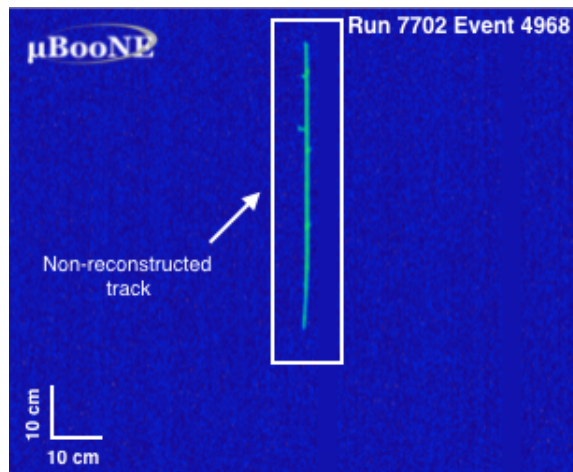 μBooNE
Run 7702 Event 4968
Non-reconstructed
track
10 cm
10 cm